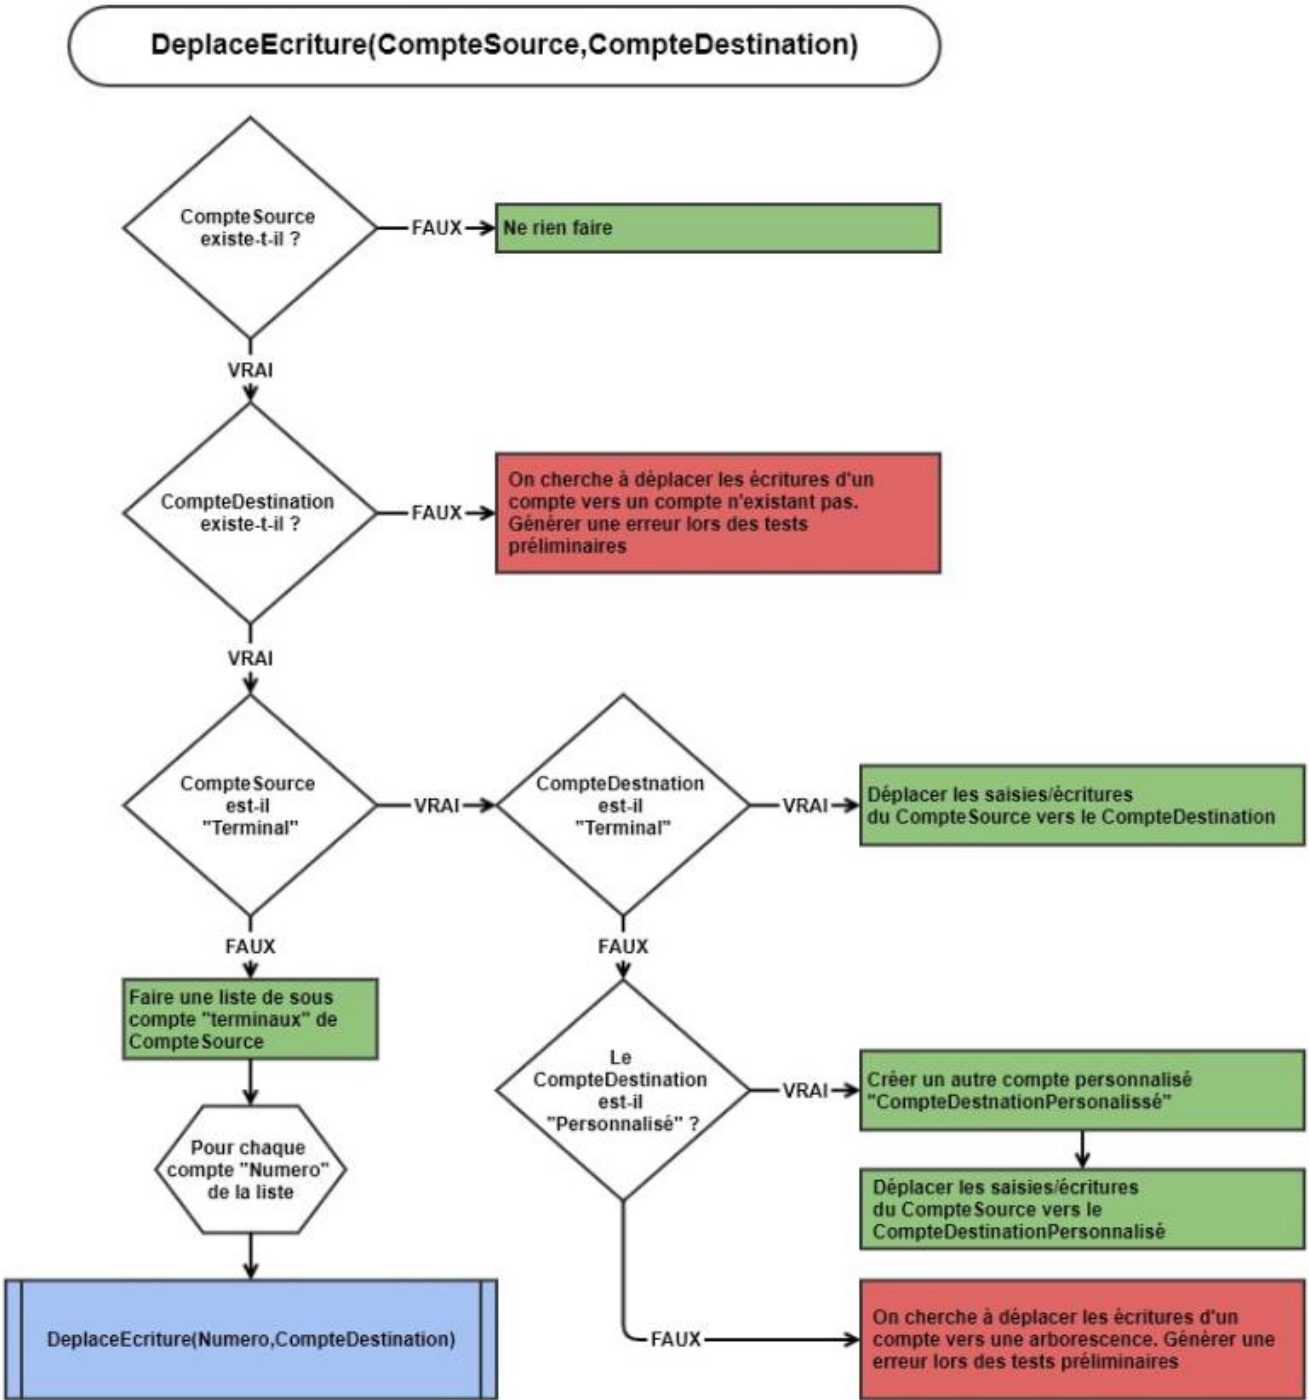 DeplaceEcriture(CompteSource,CompteDestination)
CompteSource
existe-t-il ?
FAUX
Ne rien faire
VRAI
CompteDestination
existe-t-il ?
FAUX
On cherche à déplacer les écritures d'un
compte vers un compte n'existant pas.
Générer une erreur lors des tests
préliminaires
VRAI
CompteSource
est-il
"Terminal"
VRAI
CompteDestnation
est-il
"Terminal"
VRAI
Déplacer les saisies/écritures
du CompteSource vers le CompteDestination
FAUX
Faire une liste de sous
compte "terminaux" de
CompteSource
Pour chaque
compte "Numero"
de la liste
DeplaceEcriture(Numero,CompteDestination)
FAUX
Le
CompteDestination
est-il
"Personnalisé" ?
VRAI
Créer un autre compte personnalisé
"CompteDestnationPersonalissé"
Déplacer les saisies/écritures
du CompteSource vers le
CompteDestinationPersonnalisé
FAUX
On cherche à déplacer les écritures d'un
compte vers une arborescence. Générer une
erreur lors des tests préliminaires